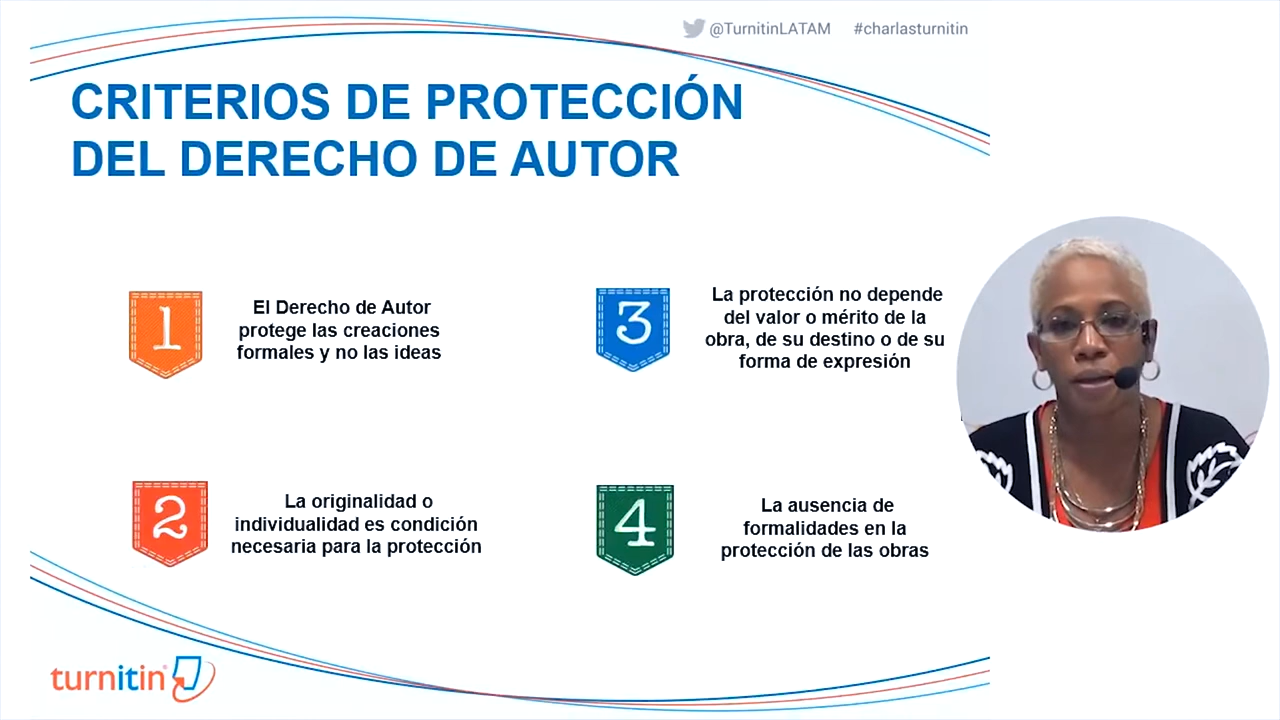 @TurnitinLATAM #charlasturnitin
CRITERIOS DE PROTECCIÓN
DEL DERECHO DE AUTOR
1
El Derecho de Autor
protege las creaciones
formales y no las ideas
2
La originalidad o
individualidad es condición
necesaria para la protección
3
La protección no depende
del valor o mérito de la
obra, de su destino o de su
forma de expresión
4
La ausencia de
formalidades en la
protección de las obras
turnitin